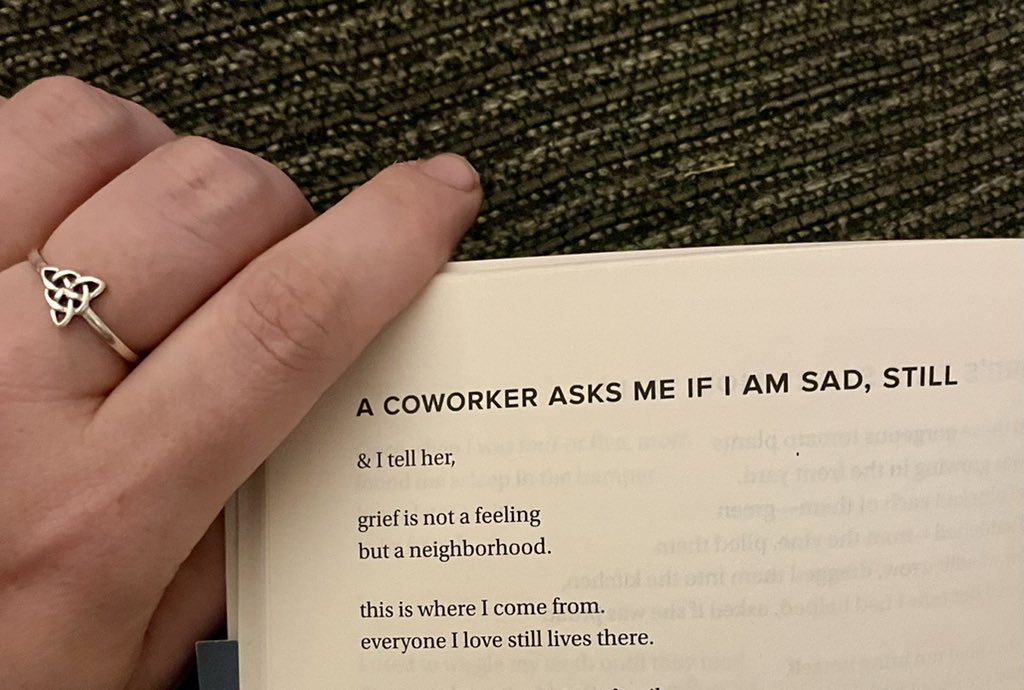 A COWORKER ASKS ME IF I AM SAD, STILL
& I tell her,
grief is not a feeling
but a neighborhood.
this is where I come from.
everyone I love still lives there.